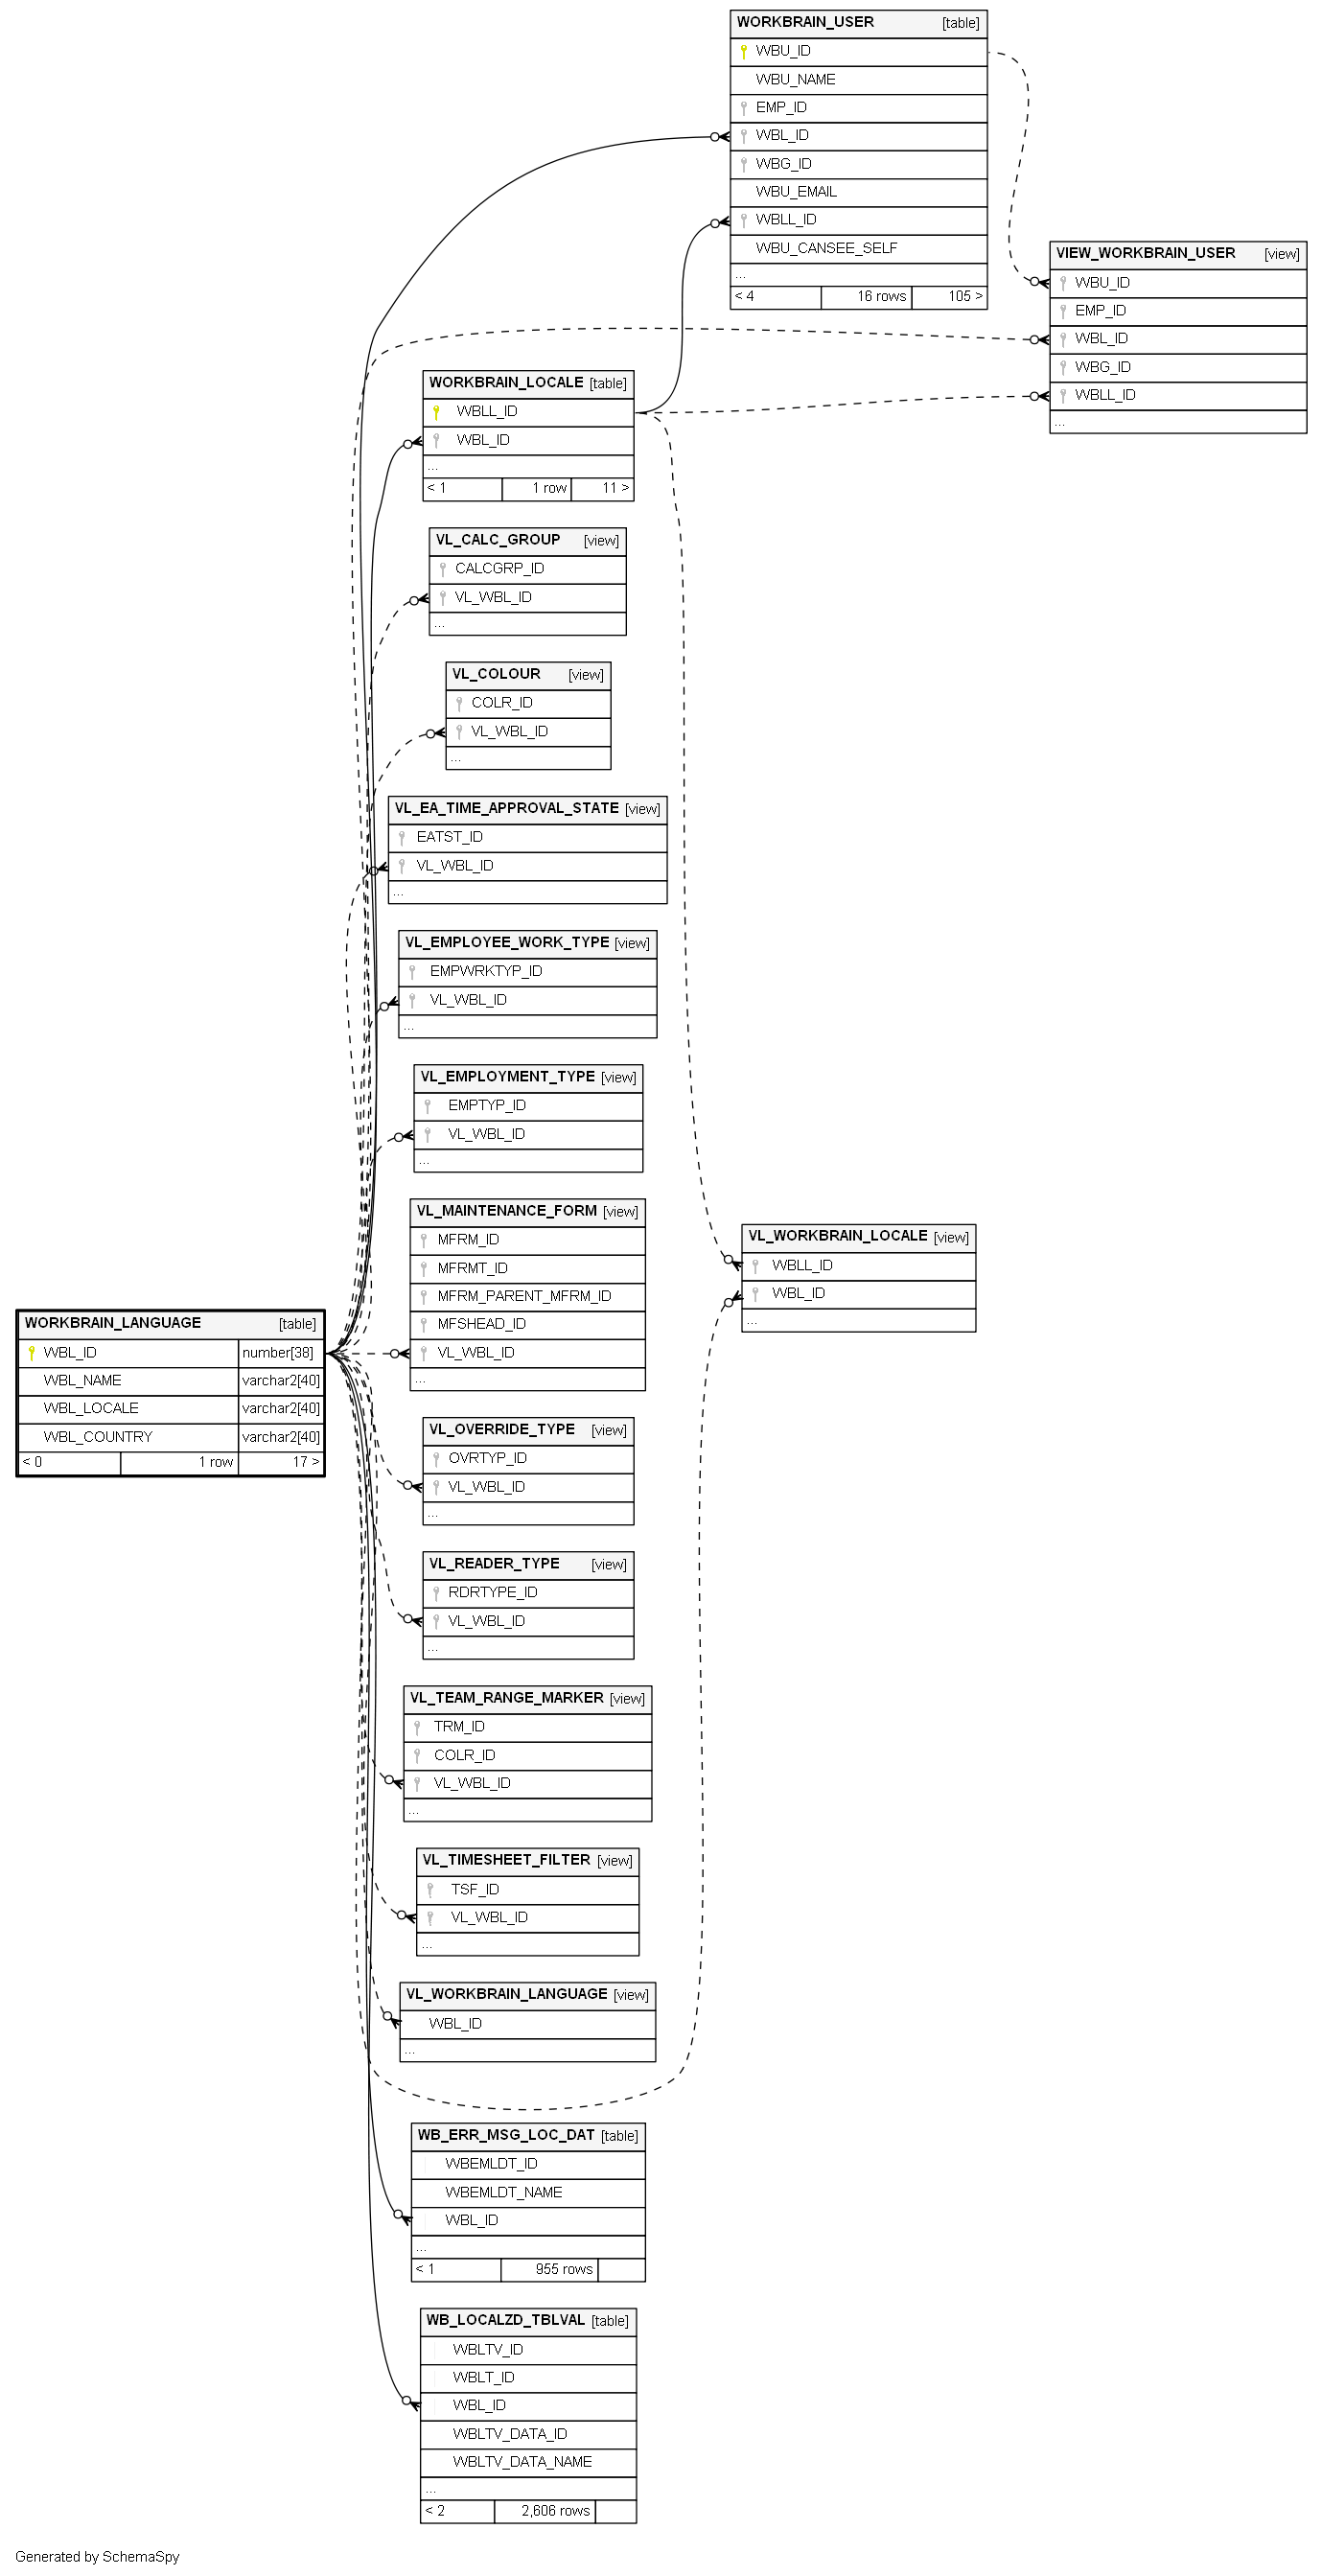 WORKBRAIN_USER [table]
WBU_ID
WBU_NAME
EMP_ID
WBL_ID
WBG_ID
WBU_EMAIL
WBLL_ID
WBU_CANSEE_SELF
...
< 4 16 rows 105 >
VIEW_WORKBRAIN_USER [view]
WBU_ID
EMP_ID
WBL_ID
WBG_ID
WBLL_ID
...
WORKBRAIN_LOCALE [table]
WBLL_ID
WBL_ID
...
< 1 1 row 11 >
VL_CALC_GROUP [view]
CALCGRP_ID
VL_WBL_ID
...
VL_COLOUR [view]
COLR_ID
VL_WBL_ID
...
VL_EA_TIME_APPROVAL_STATE [view]
EATST_ID
VL_WBL_ID
...
VL_EMPLOYEE_WORK_TYPE [view]
EMPWRKTYP_ID
VL_WBL_ID
...
VL_EMPLOYMENT_TYPE [view]
EMPTYP_ID
VL_WBL_ID
...
VL_MAINTENANCE_FORM [view]
MFRM_ID
MFRMT_ID
MFRM_PARENT_MFRM_ID
MFSHEAD_ID
VL_WBL_ID
...
VL_WORKBRAIN_LOCALE [view]
WBLL_ID
WBL_ID
...
WORKBRAIN_LANGUAGE [table]
WBL_ID number[38]
WBL_NAME varchar2[40]
WBL_LOCALE varchar2[40]
WBL_COUNTRY varchar2[40]
< 0 1 row 17 >
VL_OVERRIDE_TYPE [view]
OVRTYP_ID
VL_WBL_ID
...
VL_READER_TYPE [view]
RDRTYPE_ID
VL_WBL_ID
...
VL_TEAM_RANGE_MARKER [view]
TRM_ID
COLR_ID
VL_WBL_ID
...
VL_TIMESHEET_FILTER [view]
TSF_ID
VL_WBL_ID
...
VL_WORKBRAIN_LANGUAGE [view]
WBL_ID
...
WB_ERR_MSG_LOC_DAT [table]
WBEMLDT_ID
WBEMLDT_NAME
WBL_ID
...
< 1 955 rows
WB_LOCALZD_TBLVAL [table]
WBLTV_ID
WBLT_ID
WBL_ID
WBLTV_DATA_ID
WBLTV_DATA_NAME
...
< 2 2,606 rows
Generated by SchemaSpy